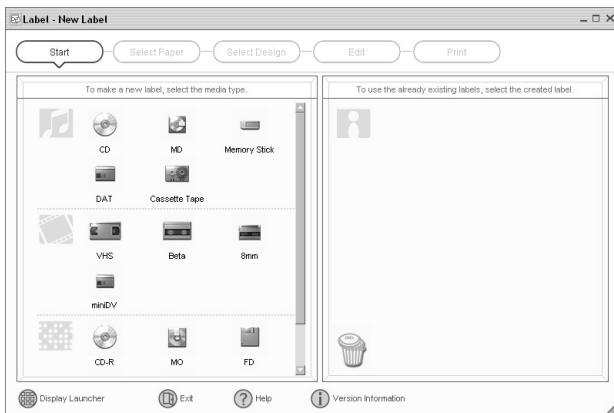 Label - New Label
Start
Select Paper
Select Design
Edit
Print
To make a new label, select the media type.
To use the already existing labels, select the created label.
CD
MD
Memory Stick
DAT
Cassette Tape
VHS
Beta
8mm
miniDV
CD-R
MO
FD
Display Launcher
Exit
Help
Version Information